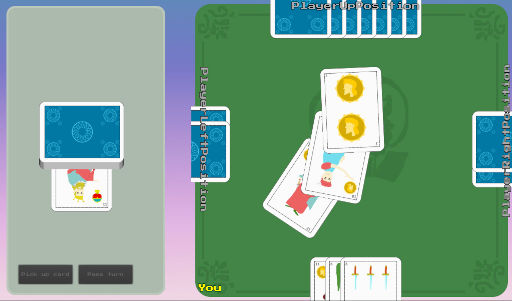 PlayerUpPosition
PlayerLeftPosition
PlayerRightPosition
Pick up card
Pass turn
You